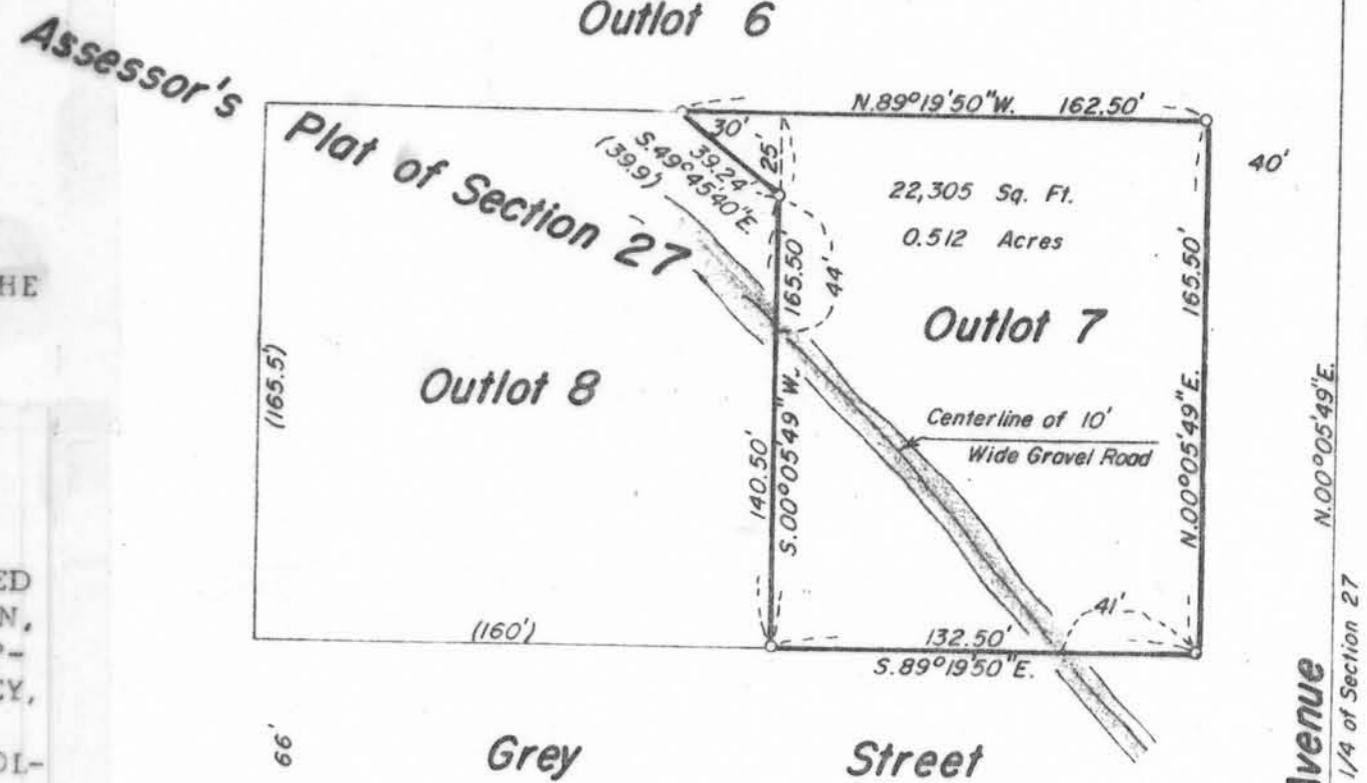 Outlot 6
Assessor's
Plat of Section 27
N.89°19'50"W. 162.50'
30'
25'
39.24'
S.49°45'40"E.
(39.9')
40'
22,305 Sq. Ft.
0.512 Acres
165.50'
44'
165.50'
HE
Outlot 7
(165.5')
Outlot 8
N.00°05'49"E.
Centerline of 10'
Wide Gravel Road
N.00°05'49"E.
140.50'
S.00°05'49"W.
ED
N,
P-
CY,
OL-
41'
(160')
132.50'
S.89°19'50"E.
66'
Grey Street
Avenue
1/4 of Section 27